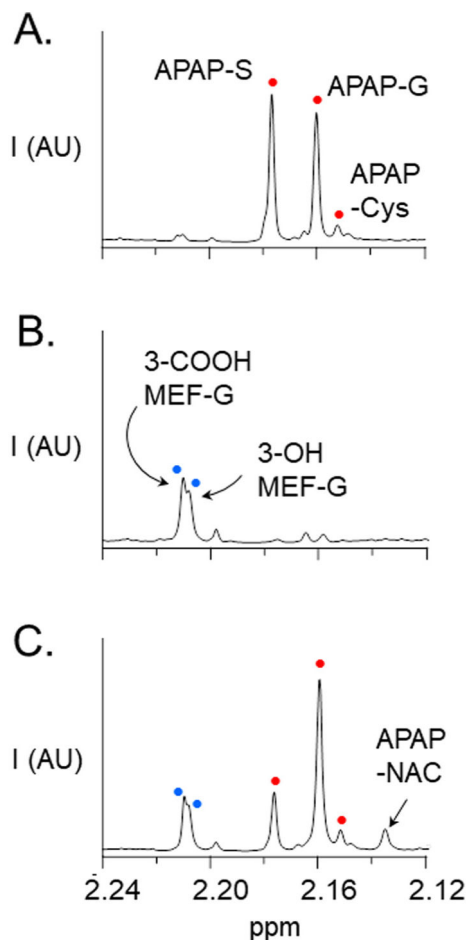 A.
APAP-S
APAP-G
I (AU)
APAP
-Cys
B.
3-COOH
MEF-G
I (AU)
3-OH
MEF-G
C.
I (AU)
APAP
-NAC
2.24 2.20 2.16 2.12
ppm